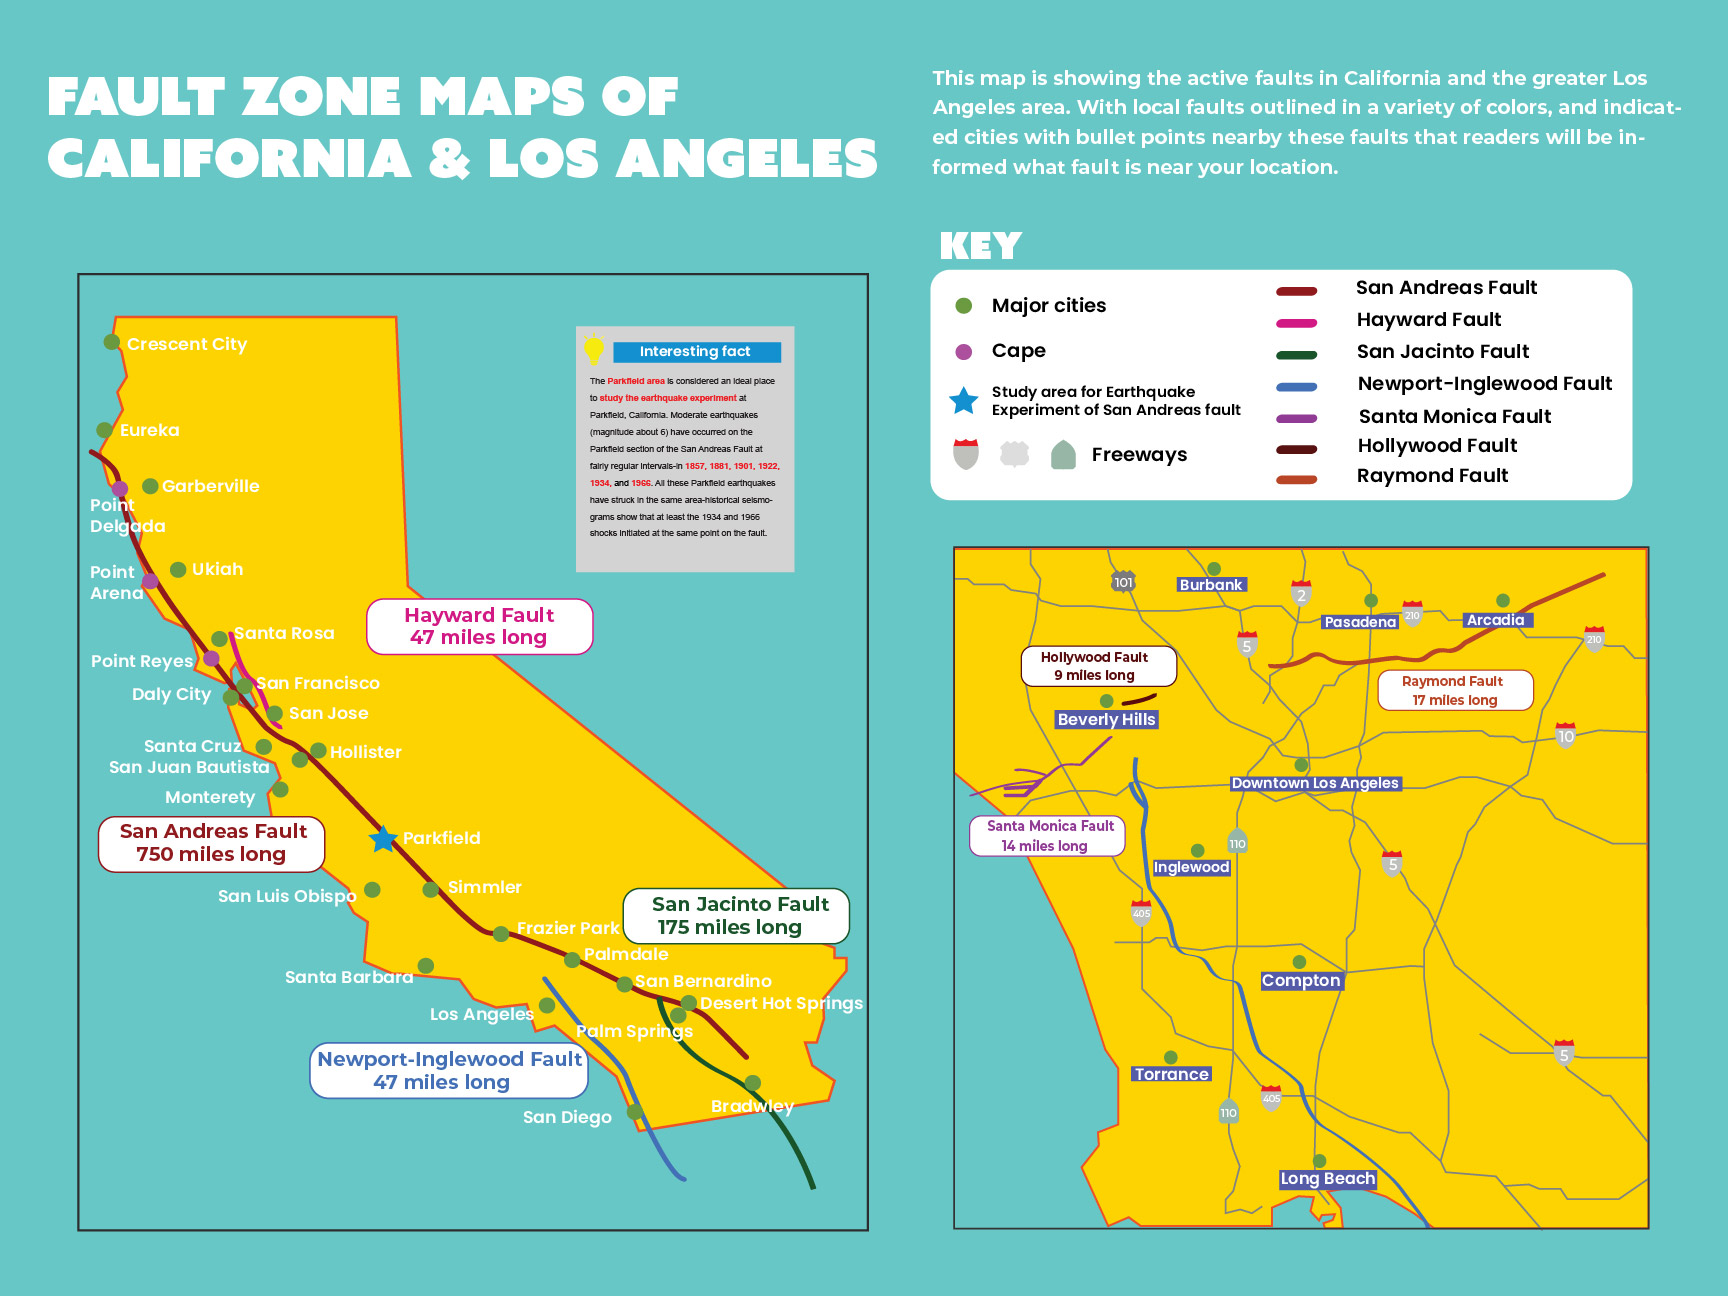 FAULT ZONE MAPS OF
CALIFORNIA & LOS ANGELES
This map is showing the active faults in California and the greater Los
Angeles area. With local faults outlined in a variety of colors, and indicat-
ed cities with bullet points nearby these faults that readers will be in-
formed what fault is near your location.
KEY
Major cities
Cape
Study area for Earthquake
Experiment of San Andreas fault
Freeways
San Andreas Fault
Hayward Fault
San Jacinto Fault
Newport-Inglewood Fault
Santa Monica Fault
Hollywood Fault
Raymond Fault
Crescent City
Eureka
Garberville
Point
Delgada
Ukiah
Point
Arena
Santa Rosa
Point Reyes
San Francisco
Daly City
San Jose
Santa Cruz
Hollister
San Juan Bautista
Monterety
Hayward Fault
47 miles long
San Andreas Fault
750 miles long
Parkfield
Simmler
San Luis Obispo
San Jacinto Fault
175 miles long
Frazier Park
Palmdale
Santa Barbara
San Bernardino
Desert Hot Springs
Los Angeles
Palm Springs
Newport-Inglewood Fault
47 miles long
Bradwley
San Diego
Interesting fact
The Parkfield area is considered an ideal place
to study the earthquake experiment at
Parkfield, California. Moderate earthquakes
(magnitude about 6) have occurred on the
Parkfield section of the San Andreas Fault at
fairly regular intervals-in 1857, 1881, 1901, 1922,
1934, and 1966. All these Parkfield earthquakes
have struck in the same area-historical seismo-
grams show that at least the 1934 and 1966
shocks initiated at the same point on the fault.
101
Burbank
2
Pasadena
210
Arcadia
5
210
Hollywood Fault
9 miles long
Raymond Fault
17 miles long
Beverly Hills
10
Downtown Los Angeles
Santa Monica Fault
14 miles long
110
Inglewood
5
405
Compton
5
Torrance
405
110
Long Beach